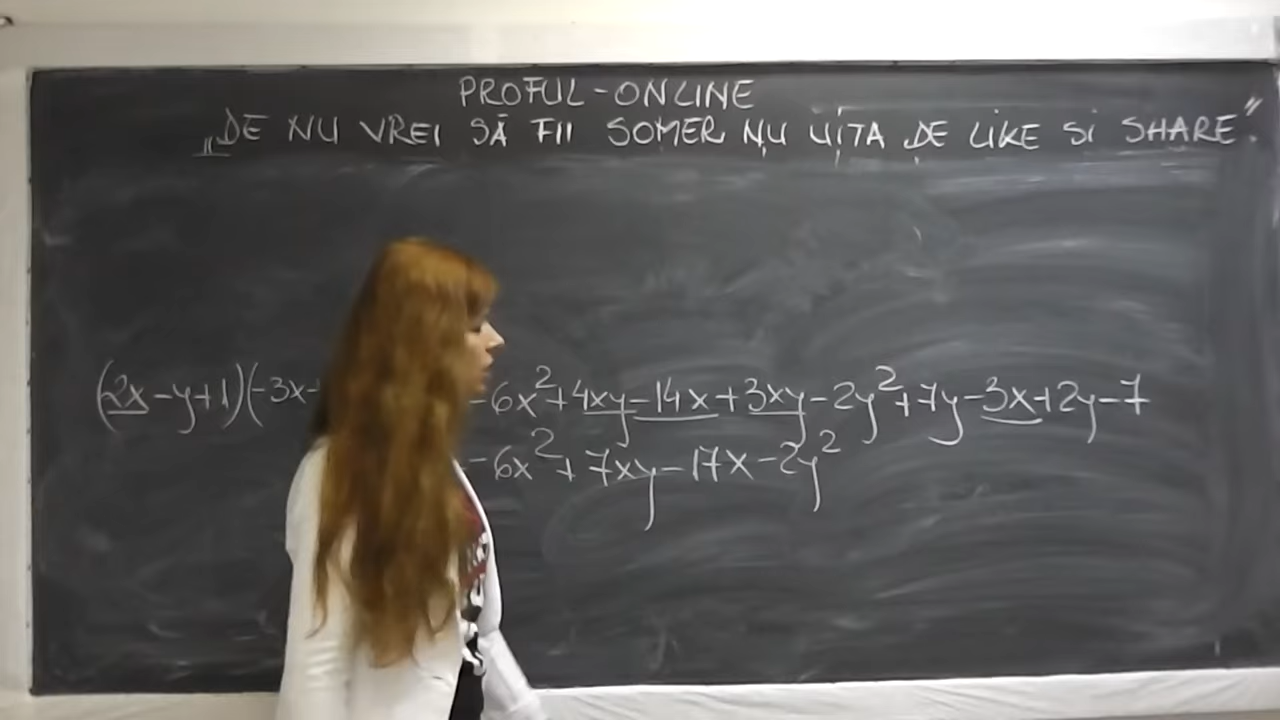 PROFUL-ONLINE
„DE NU VREI SĂ FII ȘOMER NU UITA DE LIKE SI SHARE"!
(2x-y+1)(-3x+ -6x²+4xy-14x+3xy-2y²+7y-3x+2y-7
-6x²+7xy-17x-2y²